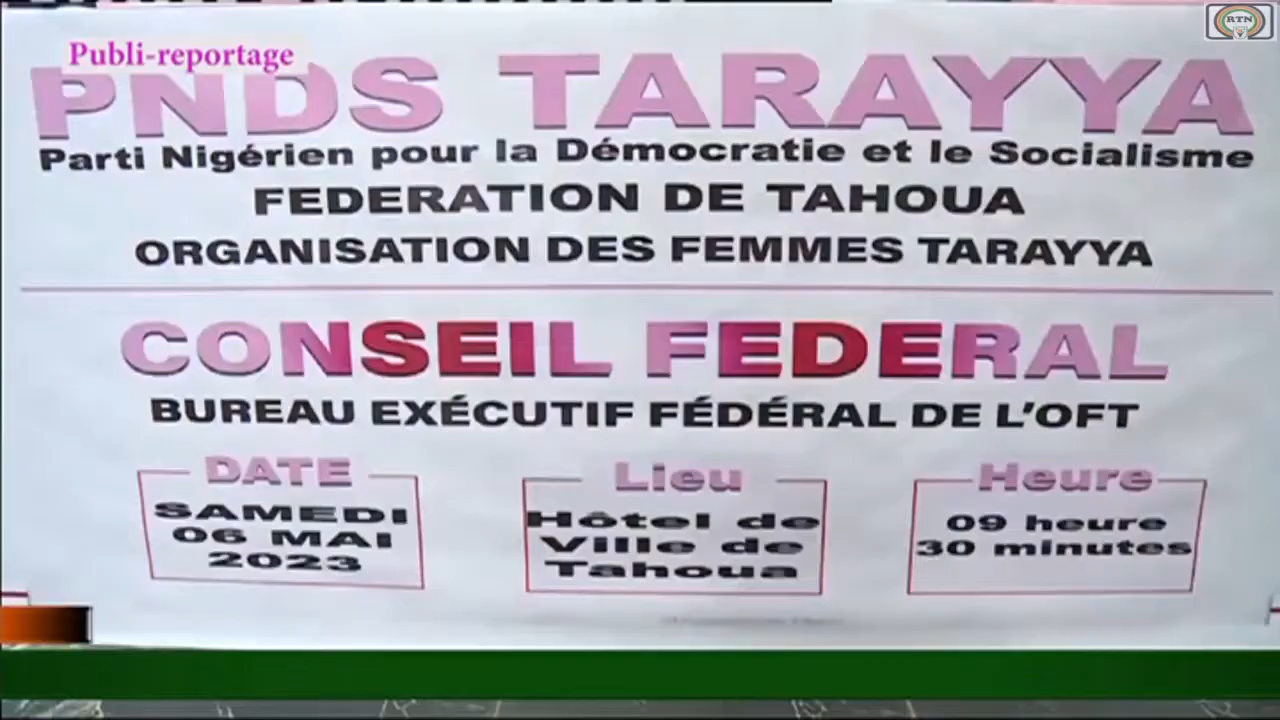 RTN
Publi-reportage
PNDS TARAYYA
Parti Nigérien pour la Démocratie et le Socialisme
FEDERATION DE TAHOUA
ORGANISATION DES FEMMES TARAYYA
CONSEIL FEDERAL
BUREAU EXÉCUTIF FÉDÉRAL DE L'OFT
DATE
SAMEDI
06 MAI
2023
Lieu
Hôtel de
Ville de
Tahoua
Heure
09 heure
30 minutes